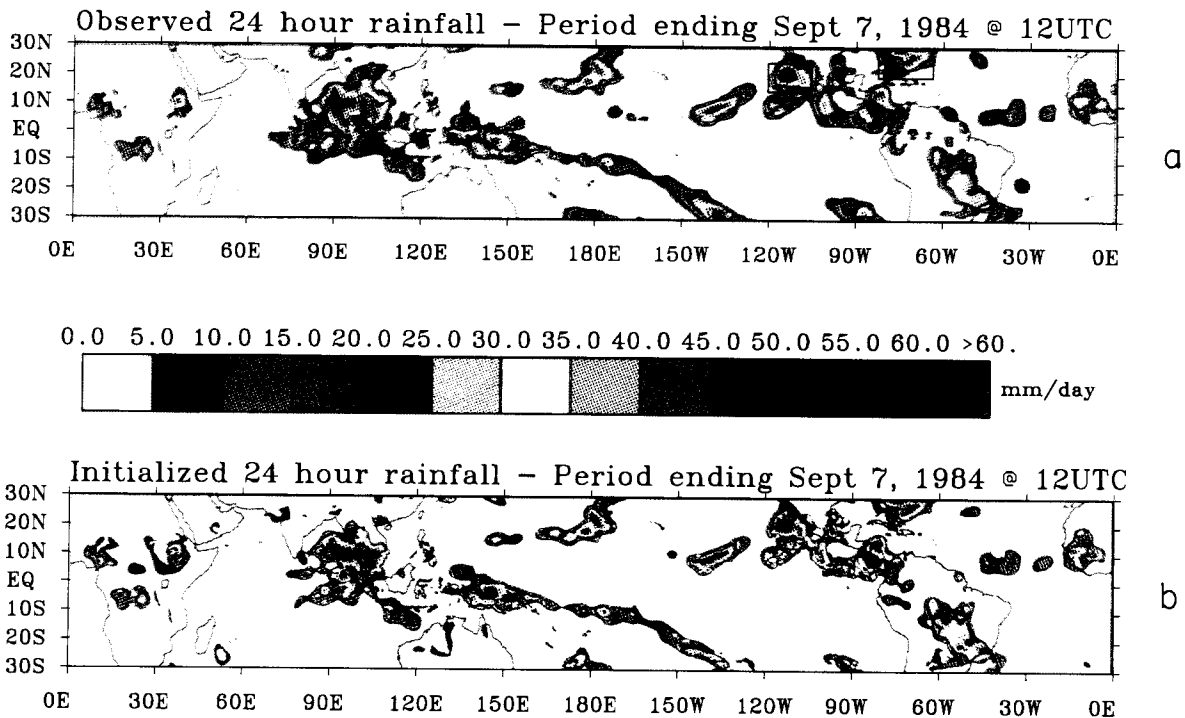 Observed 24 hour rainfall – Period ending Sept 7, 1984 @ 12UTC
30N
20N
10N
EQ
10S
20S
30S
a
0E 30E 60E 90E 120E 150E 180E 150W 120W 90W 60W 30W 0E
0.0 5.0 10.0 15.0 20.0 25.0 30.0 35.0 40.0 45.0 50.0 55.0 60.0 >60.
mm/day
Initialized 24 hour rainfall – Period ending Sept 7, 1984 @ 12UTC
30N
20N
10N
EQ
10S
20S
30S
b
0E 30E 60E 90E 120E 150E 180E 150W 120W 90W 60W 30W 0E